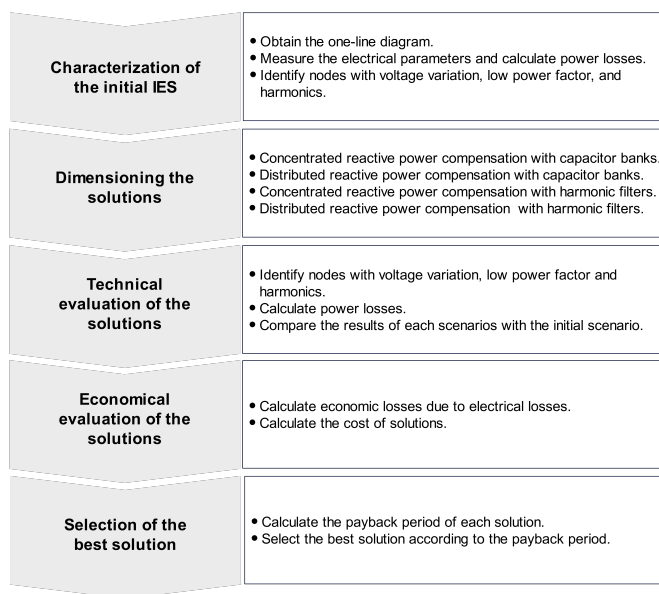 Characterization of
the initial IES
• Obtain the one-line diagram.
• Measure the electrical parameters and calculate power losses.
• Identify nodes with voltage variation, low power factor, and
harmonics.
Dimensioning the
solutions
• Concentrated reactive power compensation with capacitor banks.
• Distributed reactive power compensation with capacitor banks.
• Concentrated reactive power compensation with harmonic filters.
• Distributed reactive power compensation with harmonic filters.
Technical
evaluation of the
solutions
• Identify nodes with voltage variation, low power factor and
harmonics.
• Calculate power losses.
• Compare the results of each scenarios with the initial scenario.
Economical
evaluation of the
solutions
• Calculate economic losses due to electrical losses.
• Calculate the cost of solutions.
Selection of the
best solution
• Calculate the payback period of each solution.
• Select the best solution according to the payback period.